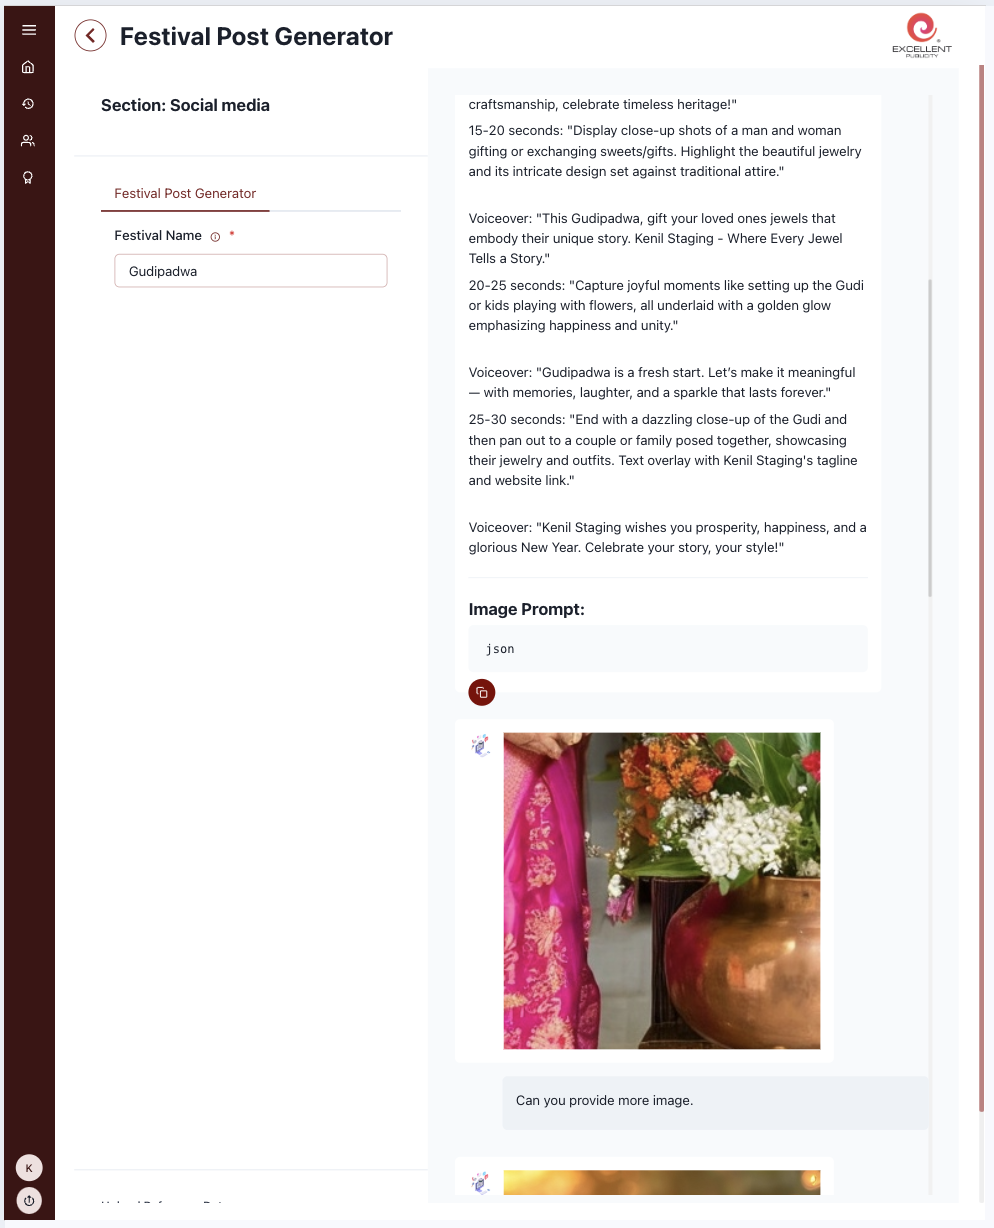 Festival Post Generator
EXCELLENT
PUBLICITY
Section: Social media
Festival Post Generator
Festival Name *
Gudipadwa
craftsmanship, celebrate timeless heritage!"
15-20 seconds: "Display close-up shots of a man and woman
gifting or exchanging sweets/gifts. Highlight the beautiful jewelry
and its intricate design set against traditional attire."
Voiceover: "This Gudipadwa, gift your loved ones jewels that
embody their unique story. Kenil Staging - Where Every Jewel
Tells a Story."
20-25 seconds: "Capture joyful moments like setting up the Gudi
or kids playing with flowers, all underlaid with a golden glow
emphasizing happiness and unity."
Voiceover: "Gudipadwa is a fresh start. Let’s make it meaningful
— with memories, laughter, and a sparkle that lasts forever."
25-30 seconds: "End with a dazzling close-up of the Gudi and
then pan out to a couple or family posed together, showcasing
their jewelry and outfits. Text overlay with Kenil Staging's tagline
and website link."
Voiceover: "Kenil Staging wishes you prosperity, happiness, and a
glorious New Year. Celebrate your story, your style!"
Image Prompt:
json
Can you provide more image.
K